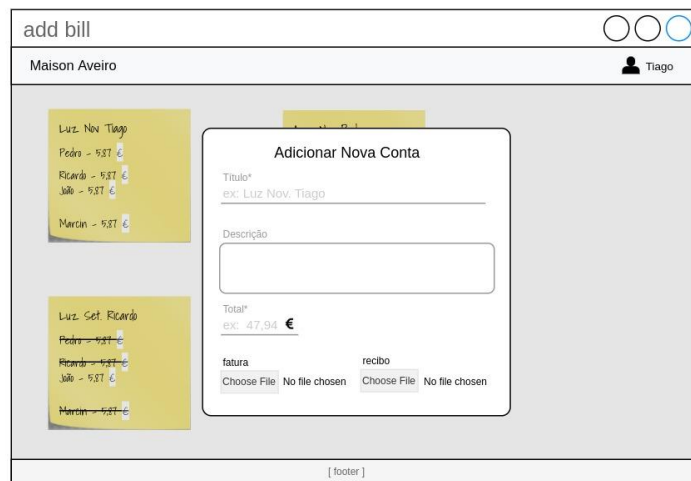 add bill
Maison Aveiro
Tiago
Luz Nov Tiago
Pedro - 5,87 €
Ricardo - 5,87 €
João - 5,87 €
Marcin - 5,87 €
Adicionar Nova Conta
Título*
ex: Luz Nov. Tiago
Descrição
Total*
ex: 47,94 €
fatura
recibo
Choose File No file chosen
Choose File No file chosen
Luz Set. Ricardo
Pedro - 5,87 €
Ricardo - 5,87 €
João - 5,87 €
Marcin - 5,87 €
[ footer ]